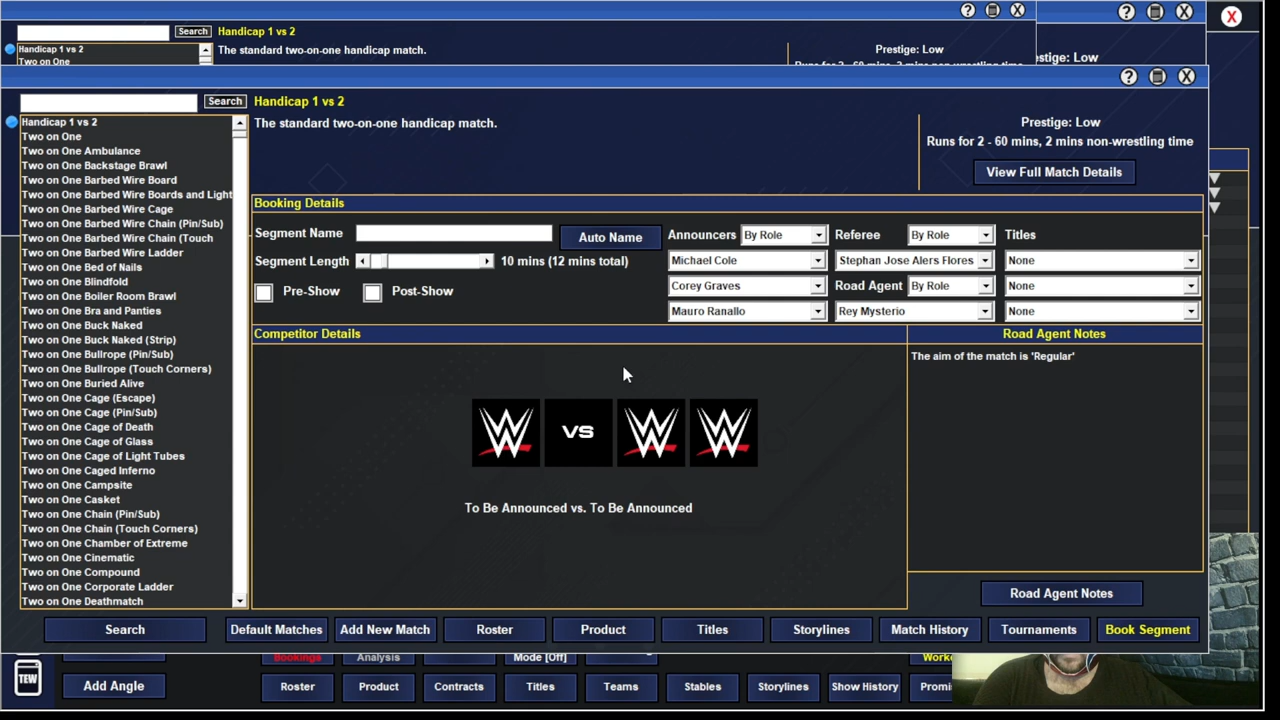 ? X ? X X
Search Handicap 1 vs 2
Handicap 1 vs 2 The standard two-on-one handicap match. Prestige: Low
Two on One
? X
Search Handicap 1 vs 2
Handicap 1 vs 2 The standard two-on-one handicap match. Prestige: Low
Two on One Runs for 2 - 60 mins, 2 mins non-wrestling time
Two on One Ambulance
Two on One Backstage Brawl View Full Match Details
Two on One Barbed Wire Board
Two on One Barbed Wire Boards and Light
Two on One Barbed Wire Cage Booking Details
Two on One Barbed Wire Chain (Pin/Sub)
Two on One Barbed Wire Chain (Touch Segment Name Auto Name Announcers By Role Referee By Role Titles
Two on One Barbed Wire Ladder
Two on One Bed of Nails Segment Length 10 mins (12 mins total) Michael Cole Stephan Jose Alers Flores None
Two on One Blindfold
Two on One Boiler Room Brawl Pre-Show Post-Show Corey Graves Road Agent By Role None
Two on One Bra and Panties Mauro Ranallo Rey Mysterio None
Two on One Buck Naked
Two on One Buck Naked (Strip) Competitor Details Road Agent Notes
Two on One Bullrope (Pin/Sub) The aim of the match is 'Regular'
Two on One Bullrope (Touch Corners)
Two on One Buried Alive
Two on One Cage (Escape)
Two on One Cage (Pin/Sub)
Two on One Cage of Death VS
Two on One Cage of Glass
Two on One Cage of Light Tubes
Two on One Caged Inferno
Two on One Campsite
Two on One Casket To Be Announced vs. To Be Announced
Two on One Chain (Pin/Sub)
Two on One Chain (Touch Corners)
Two on One Chamber of Extreme
Two on One Cinematic
Two on One Compound
Two on One Corporate Ladder Road Agent Notes
Two on One Deathmatch
Search Default Matches Add New Match Roster Product Titles Storylines Match History Tournaments Book Segment
Bookings Analysis Mode [Off]
TEW Add Angle Roster Product Contracts Titles Teams Stables Storylines Show History